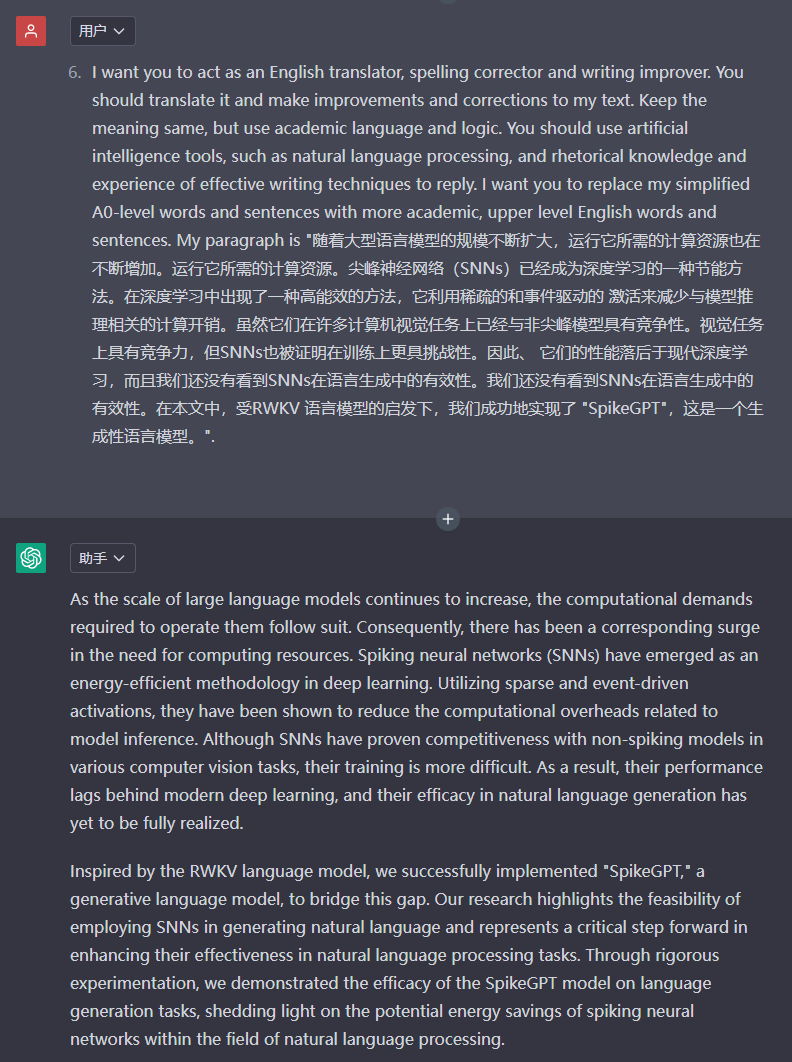 用户
6. I want you to act as an English translator, spelling corrector and writing improver. You
should translate it and make improvements and corrections to my text. Keep the
meaning same, but use academic language and logic. You should use artificial
intelligence tools, such as natural language processing, and rhetorical knowledge and
experience of effective writing techniques to reply. I want you to replace my simplified
A0-level words and sentences with more academic, upper level English words and
sentences. My paragraph is "随着大型语言模型的规模不断扩大，运行它所需的计算资源也在
不断增加。运行它所需的计算资源。尖峰神经网络（SNNs）已经成为深度学习的一种节能方
法。在深度学习中出现了一种高能效的方法，它利用稀疏的和事件驱动的 激活来减少与模型推
理相关的计算开销。虽然它们在许多计算机视觉任务上已经与非尖峰模型具有竞争性。视觉任务
上具有竞争力，但SNNs也被证明在训练上更具挑战性。因此、 它们的性能落后于现代深度学
习，而且我们还没有看到SNNs在语言生成中的有效性。我们还没有看到SNNs在语言生成中的
有效性。在本文中，受RWKV 语言模型的启发下，我们成功地实现了 "SpikeGPT"，这是一个生
成性语言模型。".
助手
As the scale of large language models continues to increase, the computational demands
required to operate them follow suit. Consequently, there has been a corresponding surge
in the need for computing resources. Spiking neural networks (SNNs) have emerged as an
energy-efficient methodology in deep learning. Utilizing sparse and event-driven
activations, they have been shown to reduce the computational overheads related to
model inference. Although SNNs have proven competitiveness with non-spiking models in
various computer vision tasks, their training is more difficult. As a result, their performance
lags behind modern deep learning, and their efficacy in natural language generation has
yet to be fully realized.
Inspired by the RWKV language model, we successfully implemented "SpikeGPT," a
generative language model, to bridge this gap. Our research highlights the feasibility of
employing SNNs in generating natural language and represents a critical step forward in
enhancing their effectiveness in natural language processing tasks. Through rigorous
experimentation, we demonstrated the efficacy of the SpikeGPT model on language
generation tasks, shedding light on the potential energy savings of spiking neural
networks within the field of natural language processing.